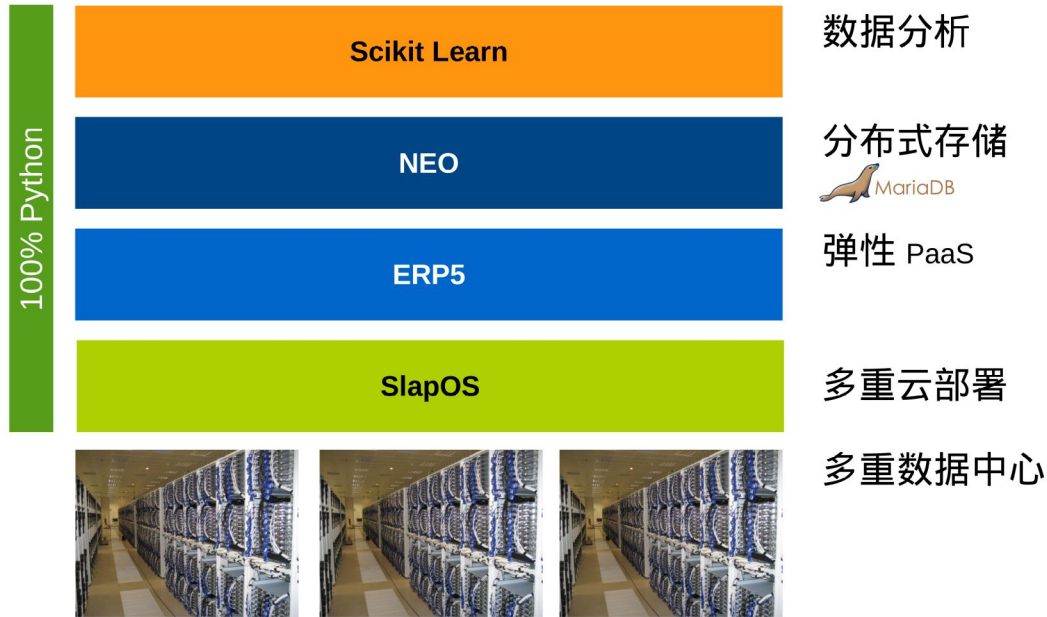 100% Python
Scikit Learn
数据分析
NEO
分布式存储
MariaDB
ERP5
弹性 PaaS
SlapOS
多重云部署
多重数据中心